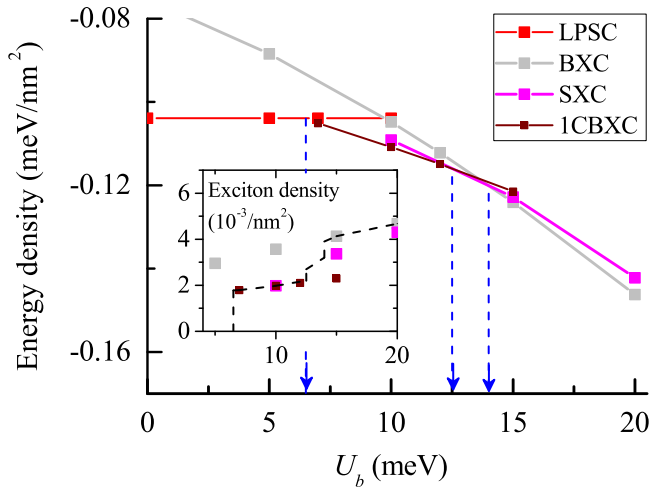 -0.08
LPSC
BXC
SXC
1CBXC
Energy density (meV/nm²)
-0.12
Exciton density
(10⁻³/nm²)
6
4
2
0
10
20
-0.16
0
5
10
15
20
U_b (meV)